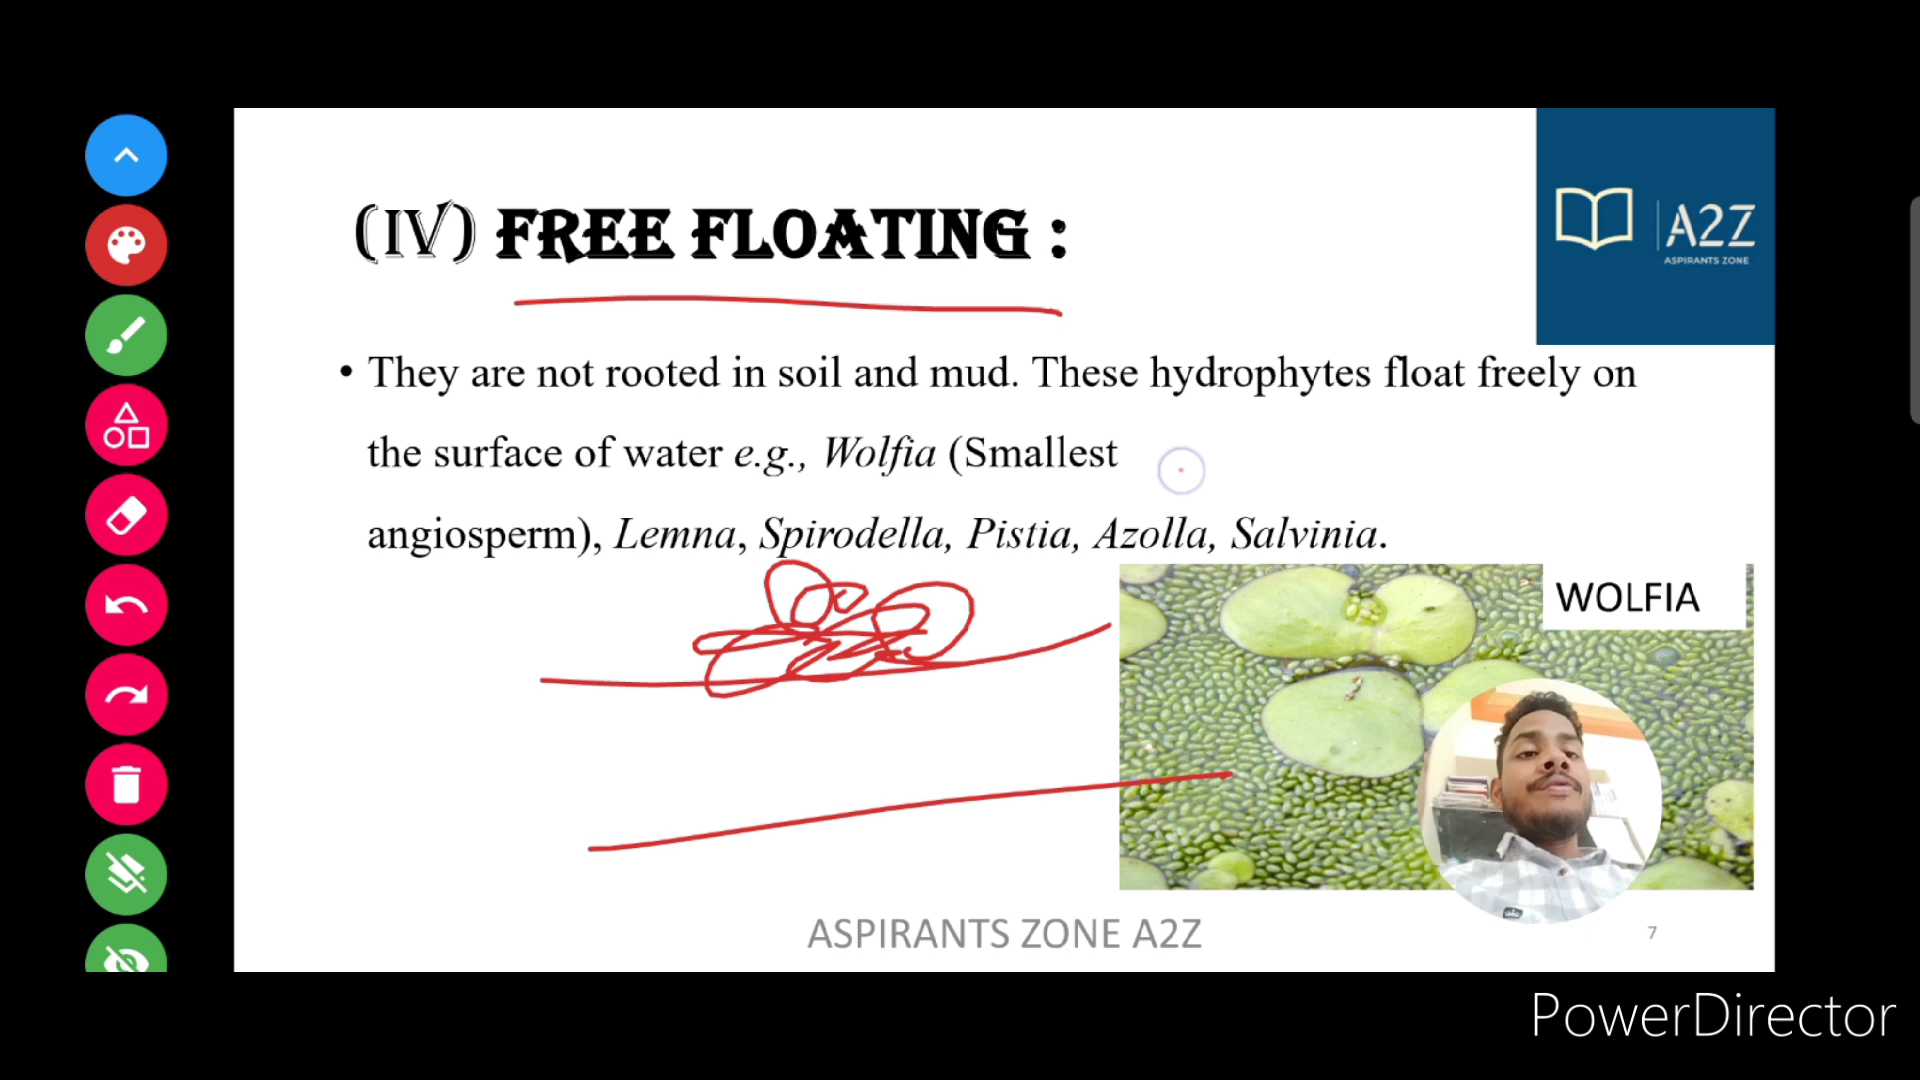 (IV) FREE FLOATING :
A2Z
ASPIRANTS ZONE
• They are not rooted in soil and mud. These hydrophytes float freely on
the surface of water e.g., Wolfia (Smallest
angiosperm), Lemna, Spirodella, Pistia, Azolla, Salvinia.
WOLFIA
ASPIRANTS ZONE A2Z
7
PowerDirector